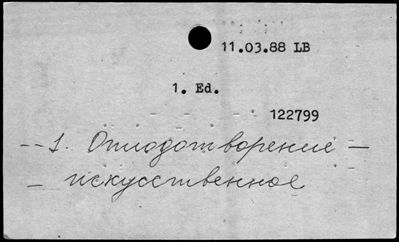 11.03.88 LB
1. Ed.
122799
--1. Оплодотворение —
— искусственное